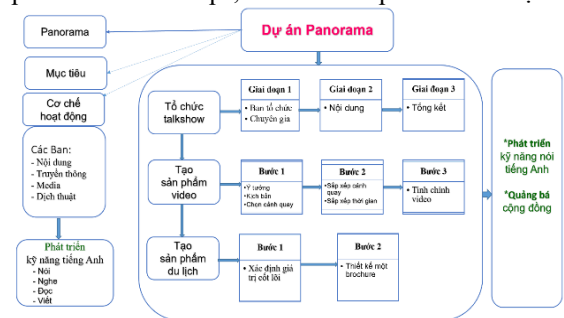 Dự án Panorama
Panorama
Mục tiêu
Cơ chế
hoạt động
Các Ban:
- Nội dung
- Truyền thông
- Media
- Dịch thuật
Phát triển
kỹ năng tiếng Anh
- Nói
- Nghe
- Đọc
- Viết
Tổ chức
talkshow
Giai đoạn 1
• Ban tổ chức
• Chuyên gia
Giai đoạn 2
• Nội dung
Giai đoạn 3
• Tổng kết
Tạo
sản phẩm
video
Bước 1
•Ý tưởng
•Kịch bản
•Chọn cảnh quay
Bước 2
•Sắp xếp cảnh
quay
•Sắp xếp thời gian
Bước 3
• Tinh chỉnh
video
Tạo
sản phẩm
du lịch
Bước 1
• Xác định giá
trị cốt lõi
Bước 2
• Thiết kế một
brochure
*Phát triển
kỹ năng nói
tiếng Anh
*Quảng bá
cộng đồng